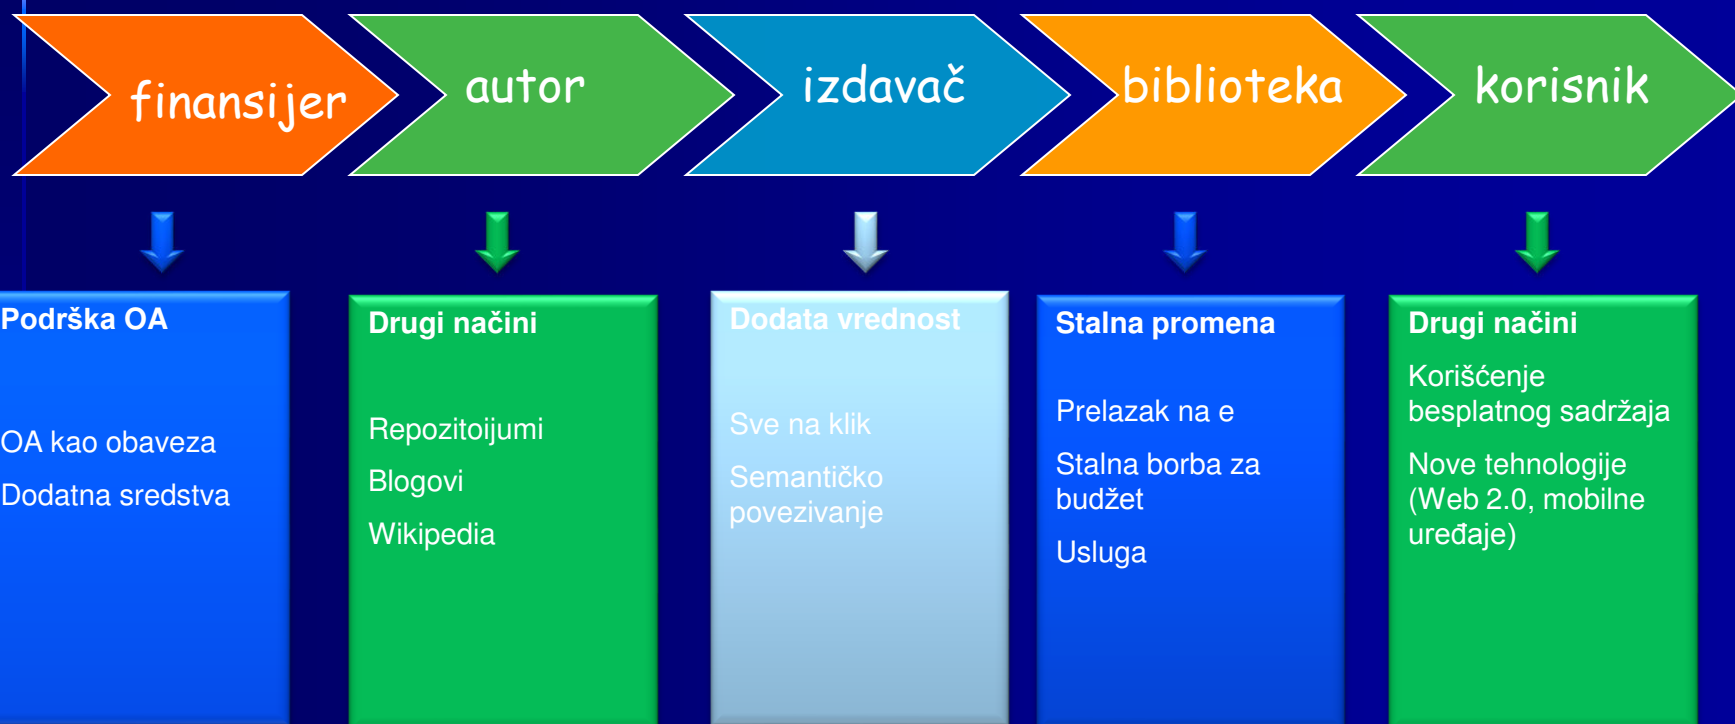 finansijer
autor
izdavač
biblioteka
korisnik
Podrška OA
OA kao obaveza
Dodatna sredstva
Drugi načini
Repozitoijumi
Blogovi
Wikipedia
Dodata vrednost
Sve na klik
Semantičko
povezivanje
Stalna promena
Prelazak na e
Stalna borba za
budžet
Usluga
Drugi načini
Korišćenje
besplatnog sadržaja
Nove tehnologije
(Web 2.0, mobilne
uređaje)